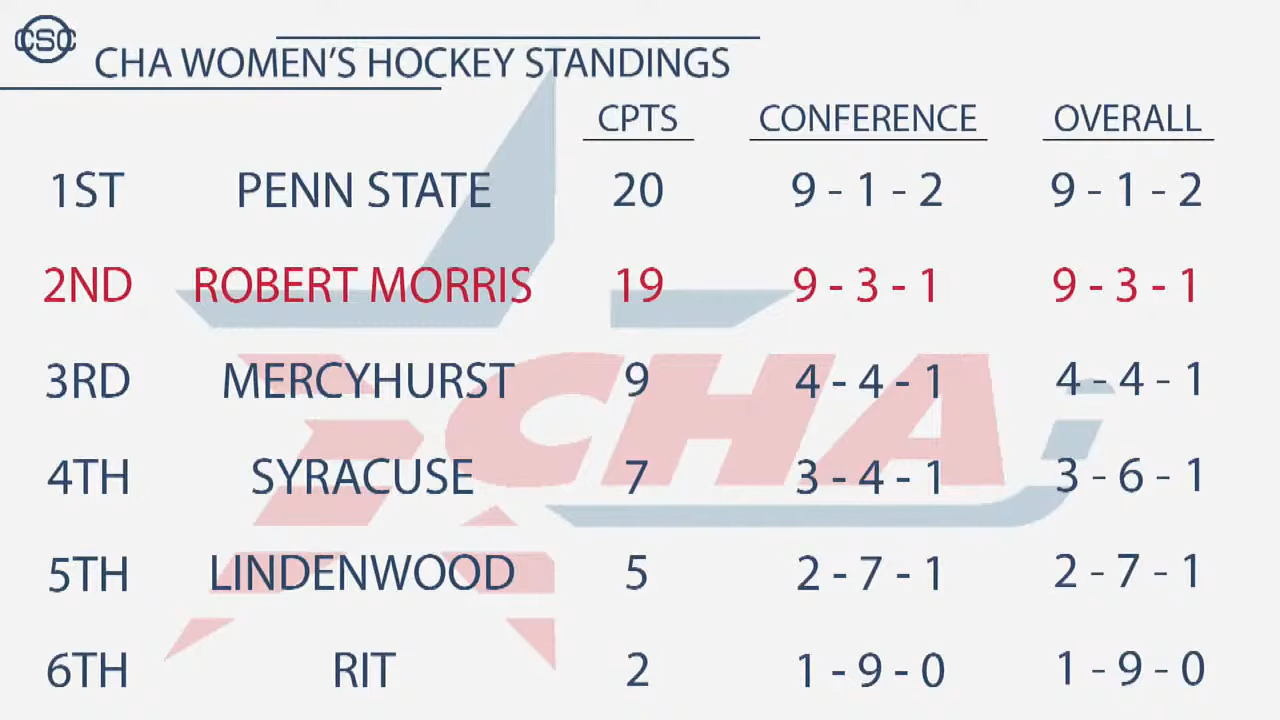 CSC
CHA WOMEN'S HOCKEY STANDINGS
CPTS CONFERENCE OVERALL
1ST PENN STATE 20 9 - 1 - 2 9 - 1 - 2
2ND ROBERT MORRIS 19 9 - 3 - 1 9 - 3 - 1
3RD MERCYHURST 9 4 - 4 - 1 4 - 4 - 1
4TH SYRACUSE 7 3 - 4 - 1 3 - 6 - 1
5TH LINDENWOOD 5 2 - 7 - 1 2 - 7 - 1
6TH RIT 2 1 - 9 - 0 1 - 9 - 0
CHA